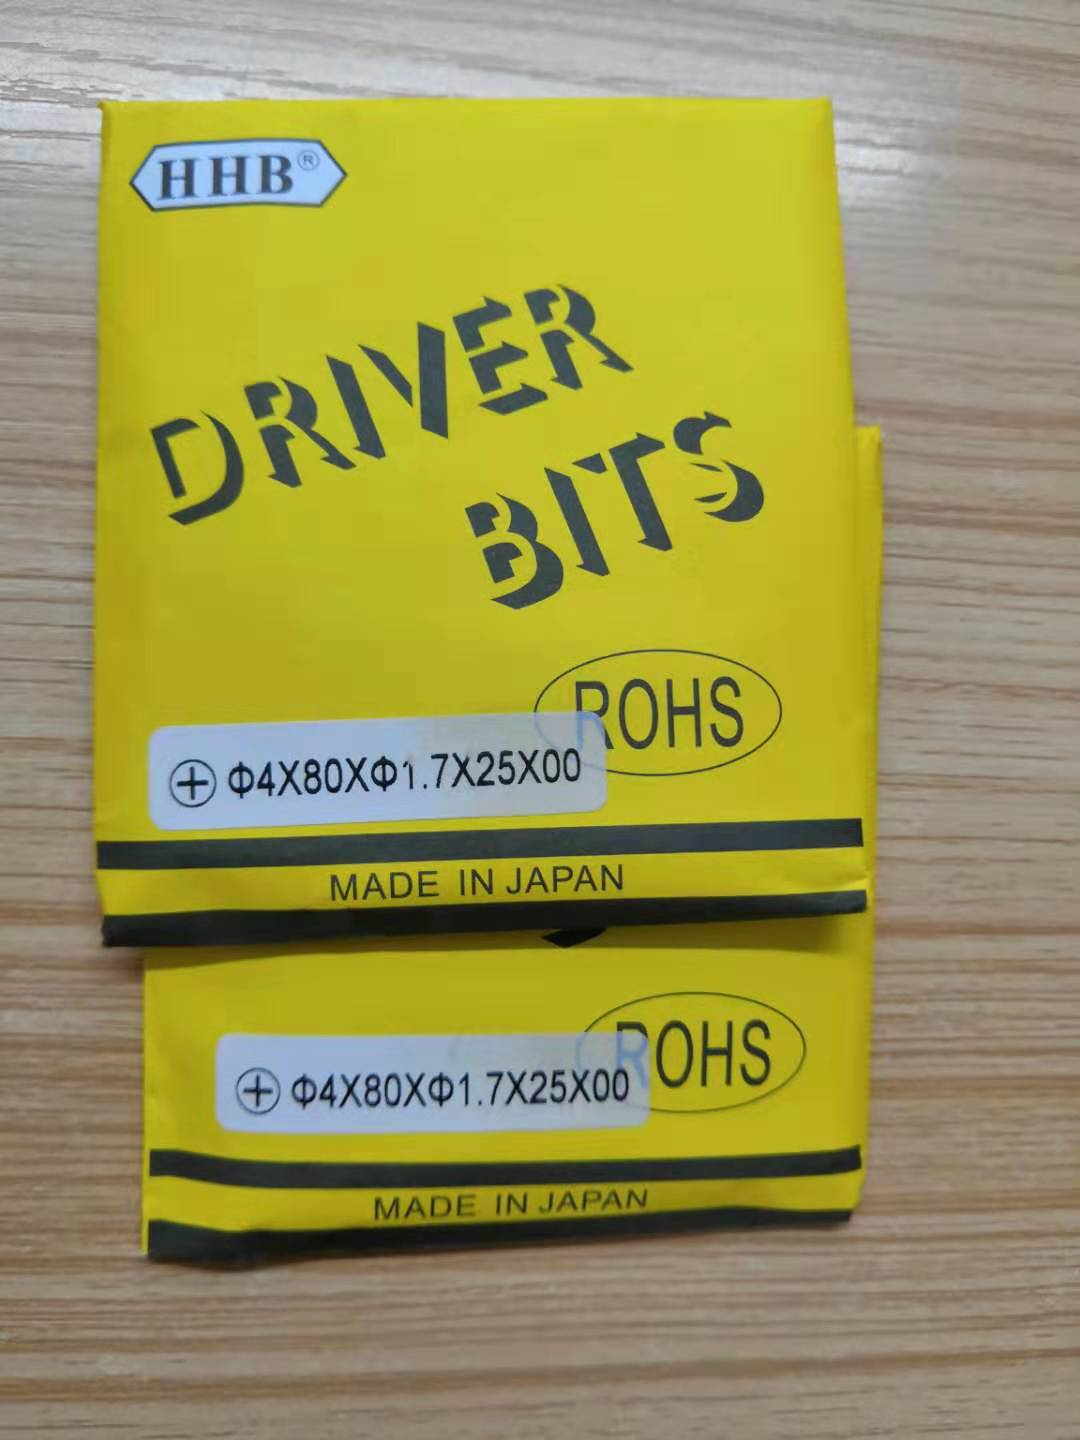 HHB®
DRIVER
BITS
ROHS
⊕ Φ4X80XΦ1.7X25X00
MADE IN JAPAN
ROHS
⊕ Φ4X80XΦ1.7X25X00
MADE IN JAPAN